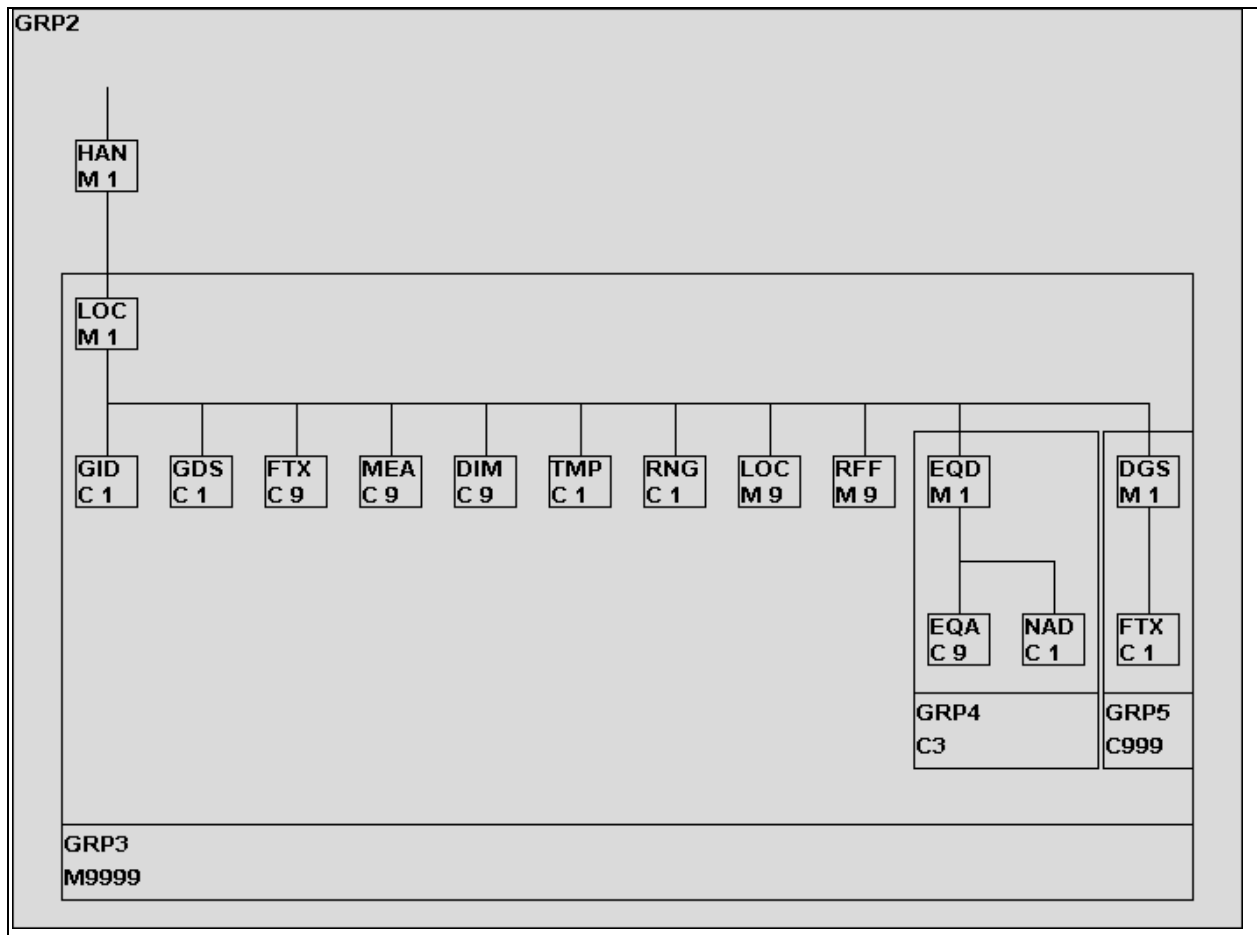 GRP2
HAN
M 1
LOC
M 1
GID
C 1
GDS
C 1
FTX
C 9
MEA
C 9
DIM
C 9
TMP
C 1
RNG
C 1
LOC
M 9
RFF
M 9
EQD
M 1
DGS
M 1
EQA
C 9
NAD
C 1
FTX
C 1
GRP4
C3
GRP5
C999
GRP3
M9999